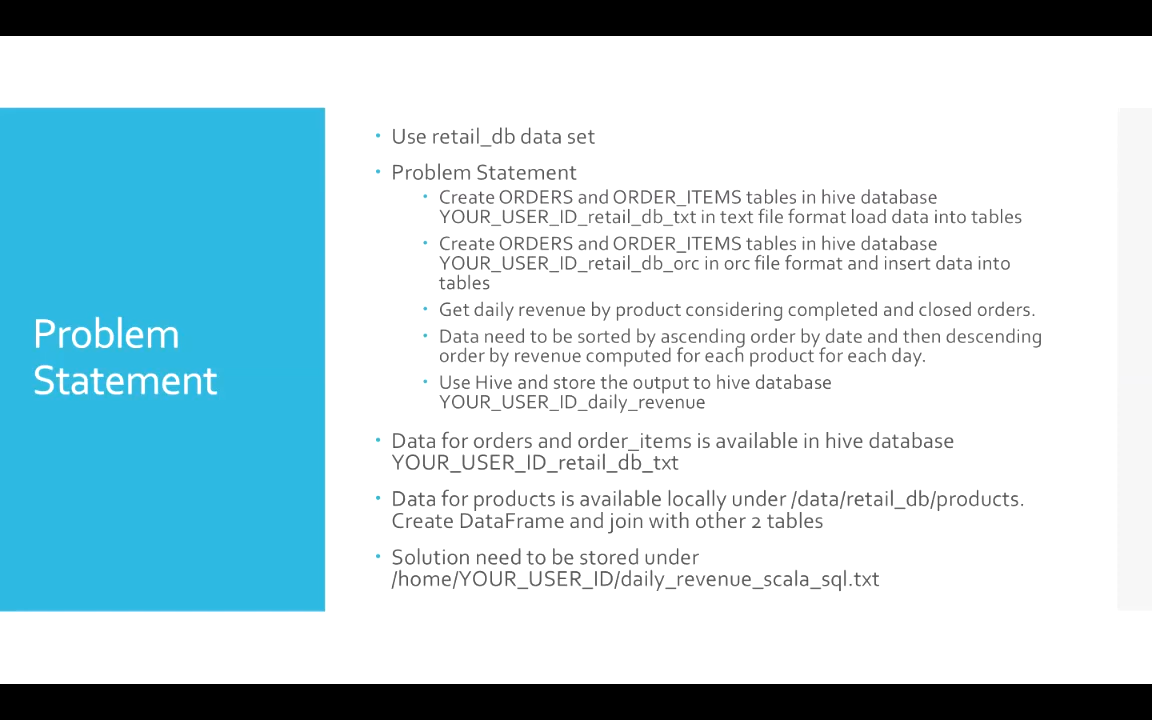 Problem
Statement
• Use retail_db data set
• Problem Statement
• Create ORDERS and ORDER_ITEMS tables in hive database
YOUR_USER_ID_retail_db_txt in text file format load data into tables
• Create ORDERS and ORDER_ITEMS tables in hive database
YOUR_USER_ID_retail_db_orc in orc file format and insert data into
tables
• Get daily revenue by product considering completed and closed orders.
• Data need to be sorted by ascending order by date and then descending
order by revenue computed for each product for each day.
• Use Hive and store the output to hive database
YOUR_USER_ID_daily_revenue
• Data for orders and order_items is available in hive database
YOUR_USER_ID_retail_db_txt
• Data for products is available locally under /data/retail_db/products.
Create DataFrame and join with other 2 tables
• Solution need to be stored under
/home/YOUR_USER_ID/daily_revenue_scala_sql.txt